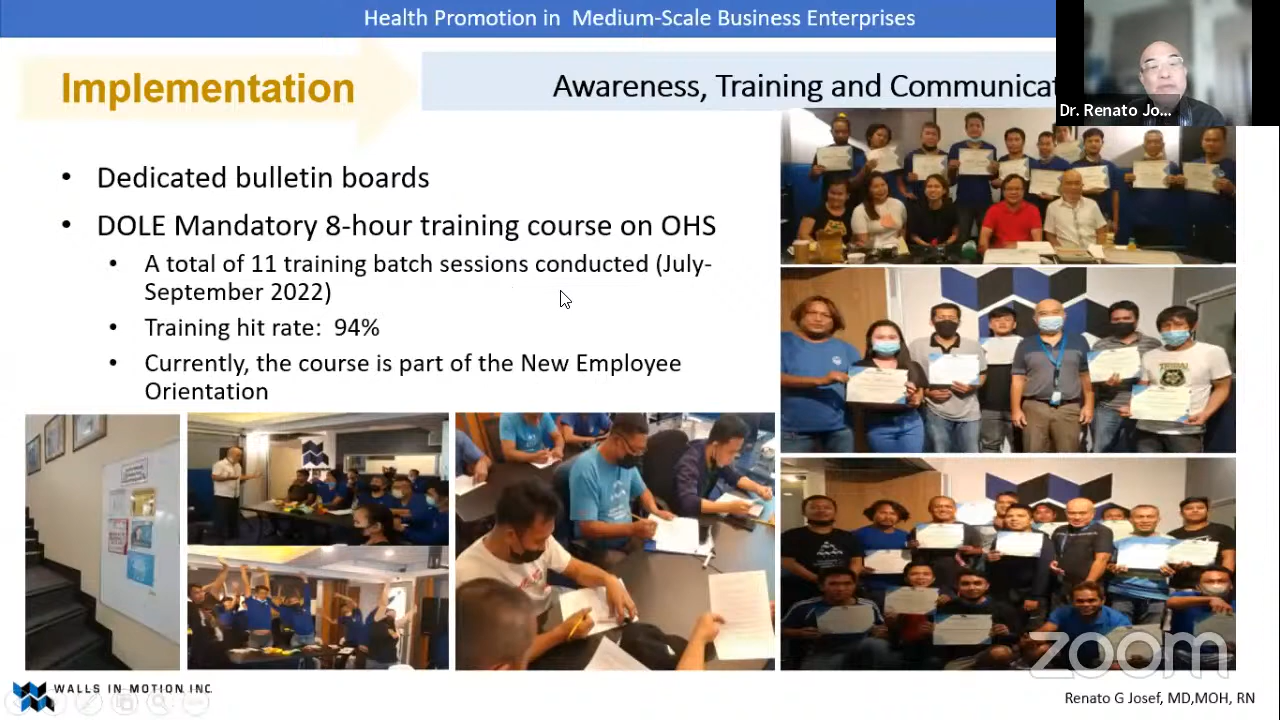 Health Promotion in Medium-Scale Business Enterprises
Implementation
Awareness, Training and Communicat
Dr. Renato Jo...
• Dedicated bulletin boards
• DOLE Mandatory 8-hour training course on OHS
• A total of 11 training batch sessions conducted (July-
September 2022)
• Training hit rate: 94%
• Currently, the course is part of the New Employee
Orientation
zoom
WALLS IN MOTION INC.
Renato G Josef, MD,MOH, RN